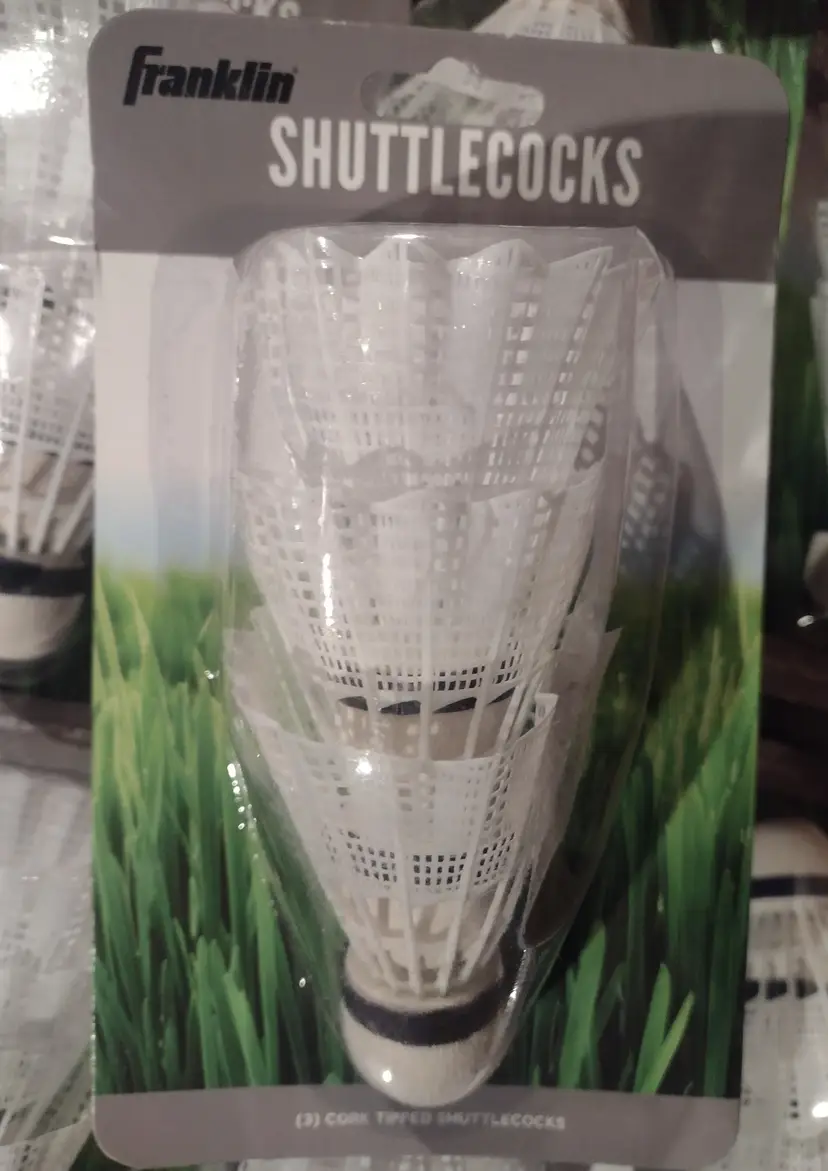 Franklin
SHUTTLECOCKS
(3) CORK TIPPED SHUTTLECOCKS